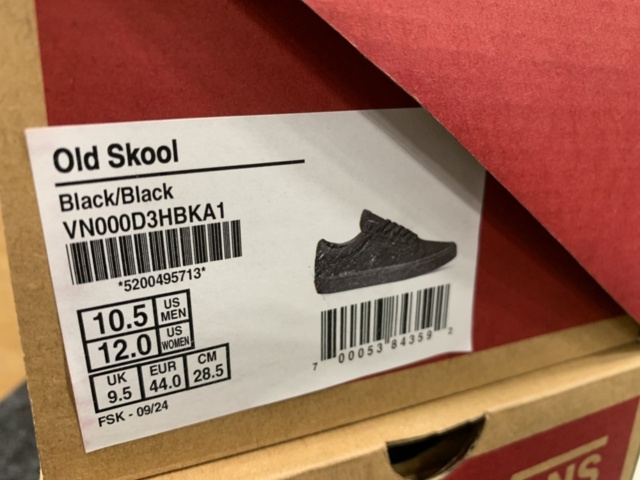 Old Skool
Black/Black
VN000D3HBKA1
*5200495713*
10.5 US MEN
12.0 US WOMEN
UK 9.5 EUR 44.0 CM 28.5
FSK - 09/24
7 00053 84359 2
NS